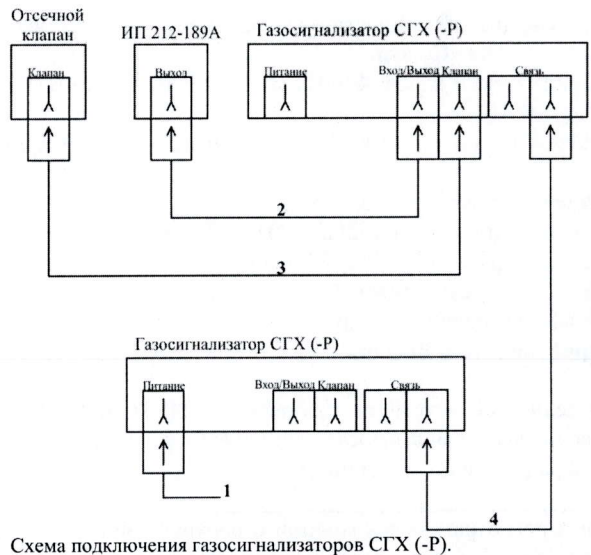 Отсечной
клапан
ИП 212-189А
Газосигнализатор СГХ (-Р)
Клапан
Выход
Питание
Вход/Выход Клапан
Связь
2
3
Газосигнализатор СГХ (-Р)
Питание
Вход/Выход Клапан
Связь
1
4
Схема подключения газосигнализаторов СГХ (-Р).